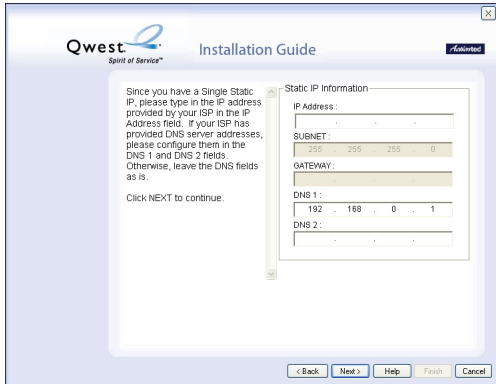 Qwest.
Spirit of Service™
Installation Guide
Actiontec
Since you have a Single Static
IP, please type in the IP address
provided by your ISP in the IP
Address field. If your ISP has
provided DNS server addresses,
please configure them in the
DNS 1 and DNS 2 fields.
Otherwise, leave the DNS fields
as is.
Click NEXT to continue.
Static IP Information
IP Address :
. . .
SUBNET :
255 . 255 . 255 . 0
GATEWAY :
. . .
DNS 1 :
192 . 168 . 0 . 1
DNS 2 :
. . .
< Back Next > Help Finish Cancel